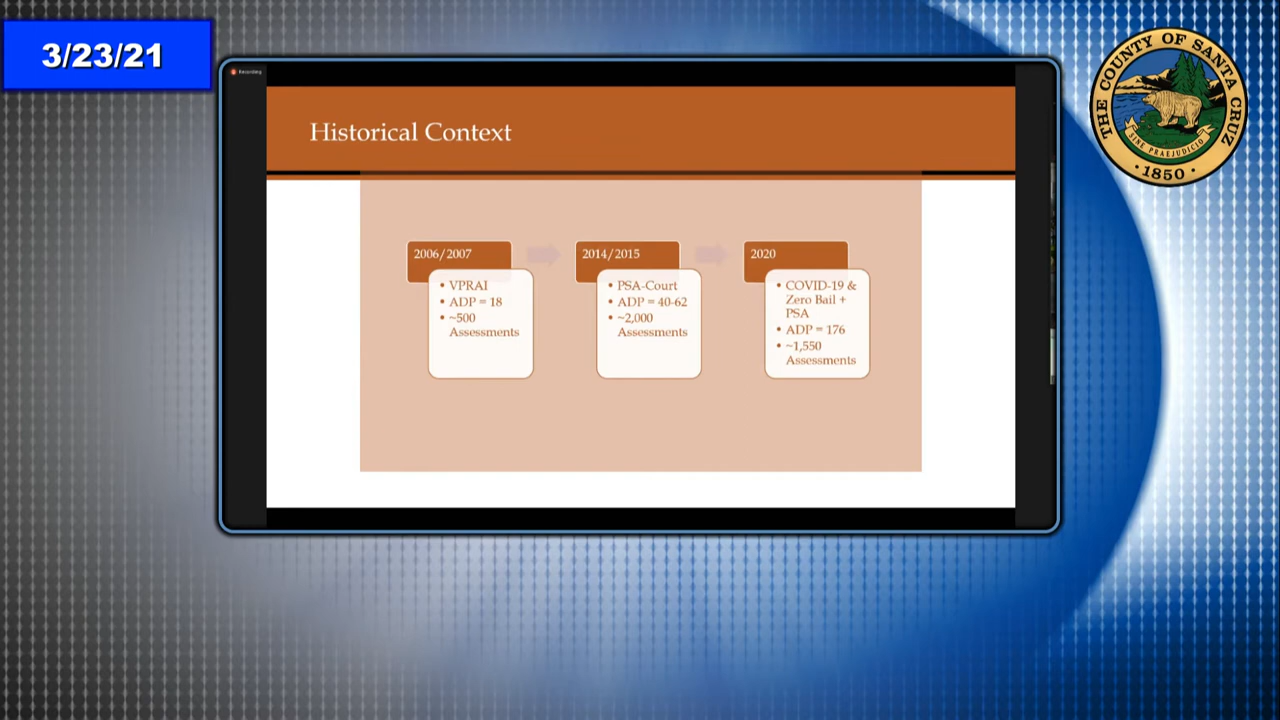 3/23/21
Recording
THE COUNTY OF SANTA CRUZ
SINE PRAEJUDICIO
• 1850 •
Historical Context
2006/2007
• VPRAI
• ADP = 18
• ~500
Assessments
2014/2015
• PSA-Court
• ADP = 40-62
• ~2,000
Assessments
2020
• COVID-19 &
Zero Bail +
PSA
• ADP = 176
• ~1,550
Assessments